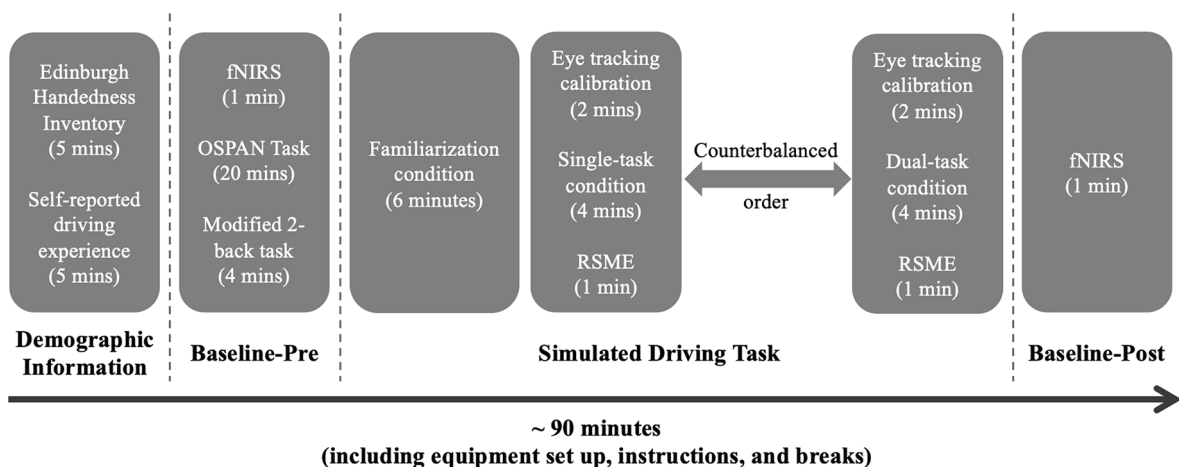 Edinburgh
Handedness
Inventory
(5 mins)
Self-reported
driving
experience
(5 mins)
fNIRS
(1 min)
OSPAN Task
(20 mins)
Modified 2-
back task
(4 mins)
Familiarization
condition
(6 minutes)
Eye tracking
calibration
(2 mins)
Single-task
condition
(4 mins)
RSME
(1 min)
Counterbalanced
order
Eye tracking
calibration
(2 mins)
Dual-task
condition
(4 mins)
RSME
(1 min)
fNIRS
(1 min)
Demographic
Information
Baseline-Pre
Simulated Driving Task
Baseline-Post
~ 90 minutes
(including equipment set up, instructions, and breaks)